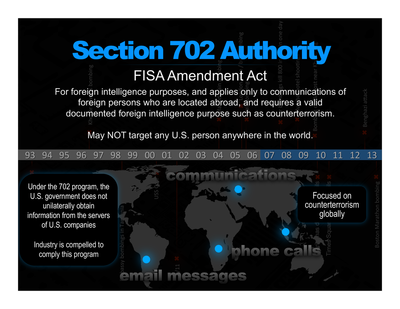 Section 702 Authority
FISA Amendment Act
For foreign intelligence purposes, and applies only to communications of
foreign persons who are located abroad, and requires a valid
documented foreign intelligence purpose such as counterterrorism.
May NOT target any U.S. person anywhere in the world.
93 94 95 96 97 98 99 00 01 02 03 04 05 06 07 08 09 10 11 12 13
communications
Under the 702 program, the
U.S. government does not
unilaterally obtain
information from the servers
of U.S. companies
Industry is compelled to
comply this program
Focused on
counterterrorism
globally
phone calls
email messages